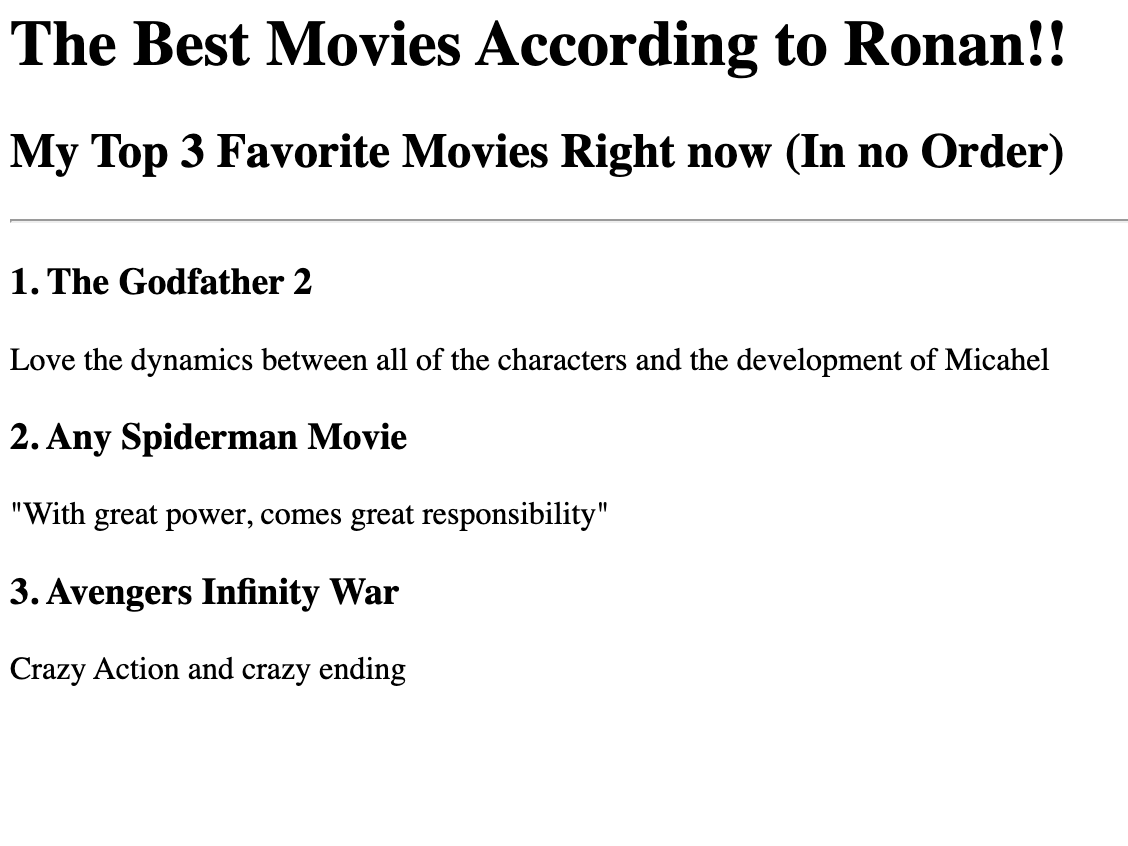 The Best Movies According to Ronan!!
My Top 3 Favorite Movies Right now (In no Order)
1. The Godfather 2
Love the dynamics between all of the characters and the development of Micahel
2. Any Spiderman Movie
"With great power, comes great responsibility"
3. Avengers Infinity War
Crazy Action and crazy ending